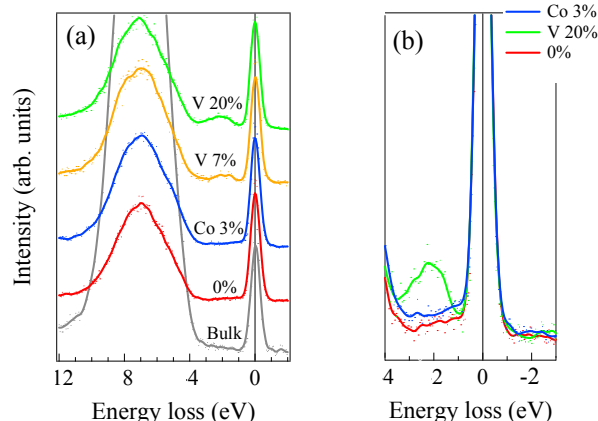 (a)
V 20%
V 7%
Co 3%
0%
Bulk
Intensity (arb. units)
12 8 4 0
Energy loss (eV)
(b)
Co 3%
V 20%
0%
4 2 0 -2
Energy loss (eV)